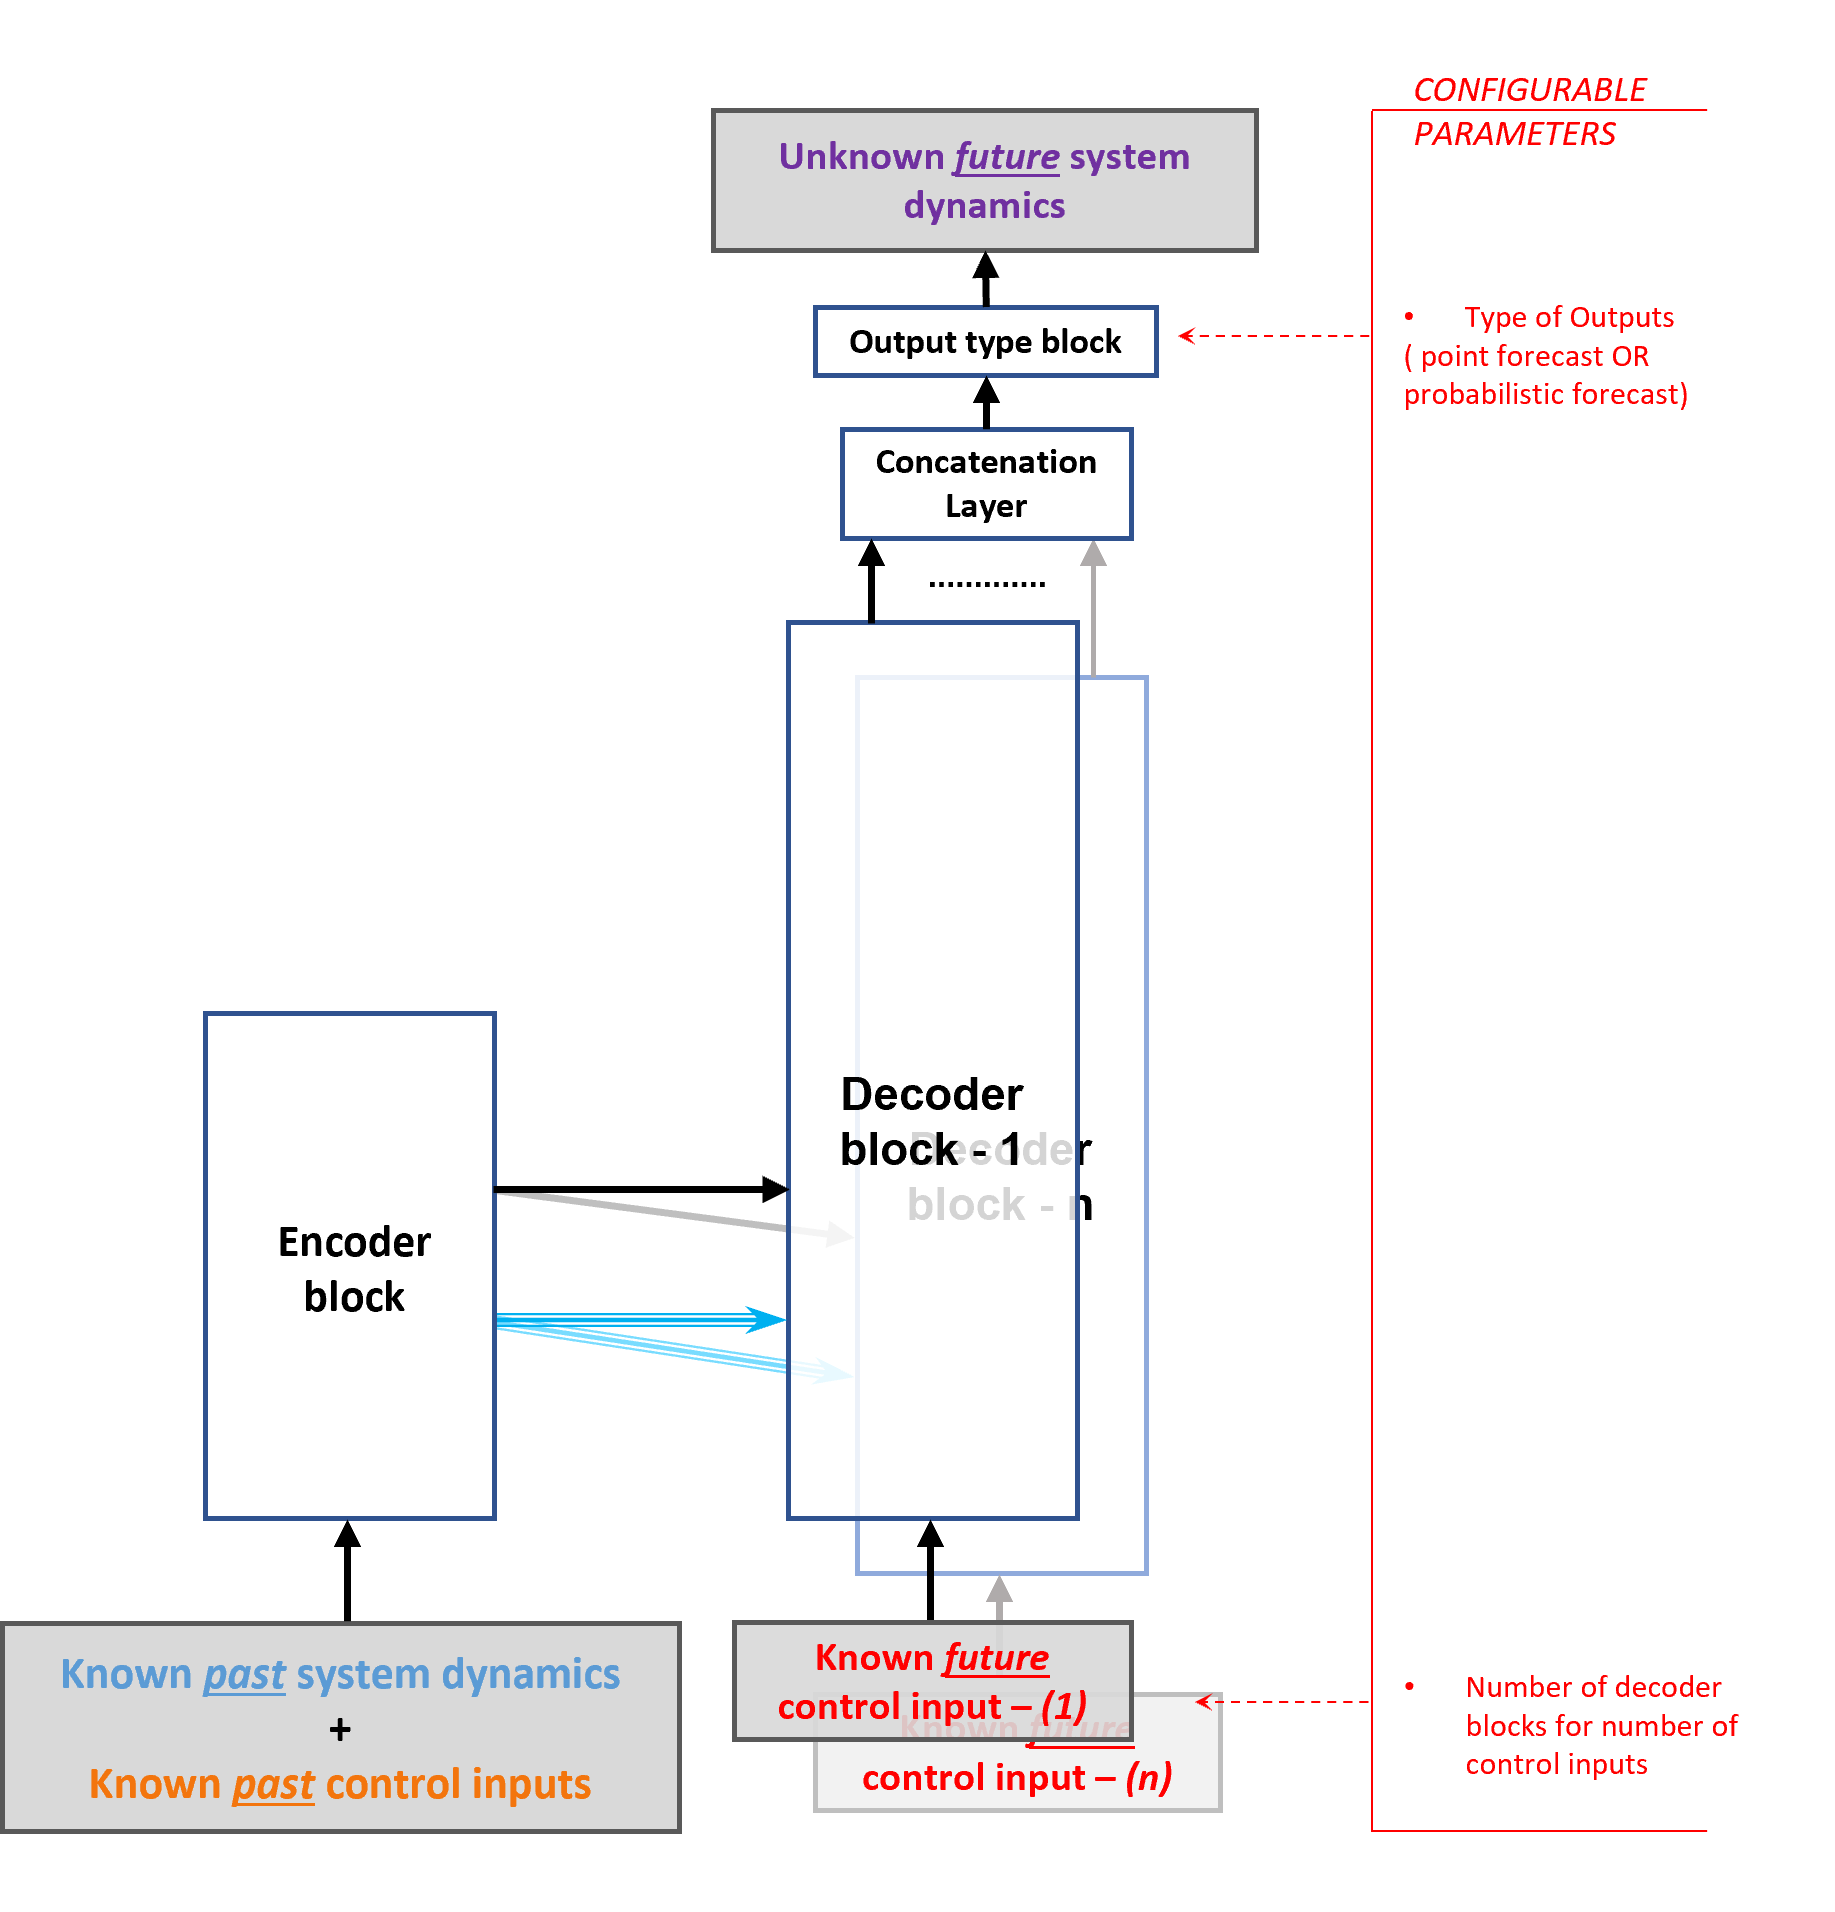 CONFIGURABLE
PARAMETERS
Unknown future system
dynamics
Output type block
• Type of Outputs
( point forecast OR
probabilistic forecast)
Concatenation
Layer
.............
Decoder
block - 1
Decoder
block - n
Encoder
block
Known past system dynamics
+
Known past control inputs
Known future
control input – (1)
Known future
control input – (n)
• Number of decoder
blocks for number of
control inputs